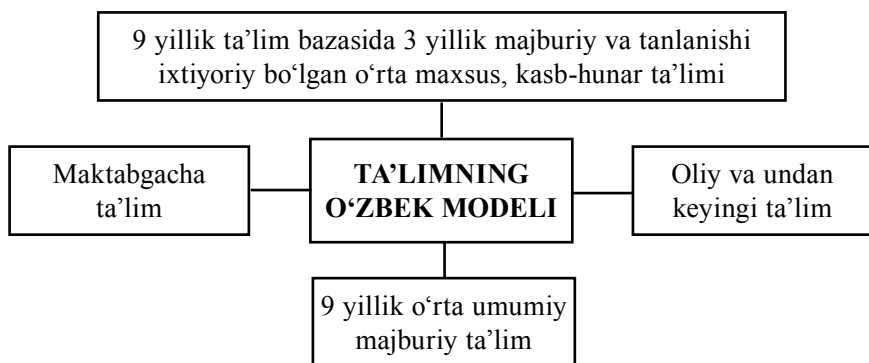 9 yillik ta’lim bazasida 3 yillik majburiy va tanlanishi
ixtiyoriy bo‘lgan o‘rta maxsus, kasb-hunar ta’limi
Maktabgacha
ta’lim
TA’LIMNING
O‘ZBEK MODELI
Oliy va undan
keyingi ta’lim
9 yillik o‘rta umumiy
majburiy ta’lim